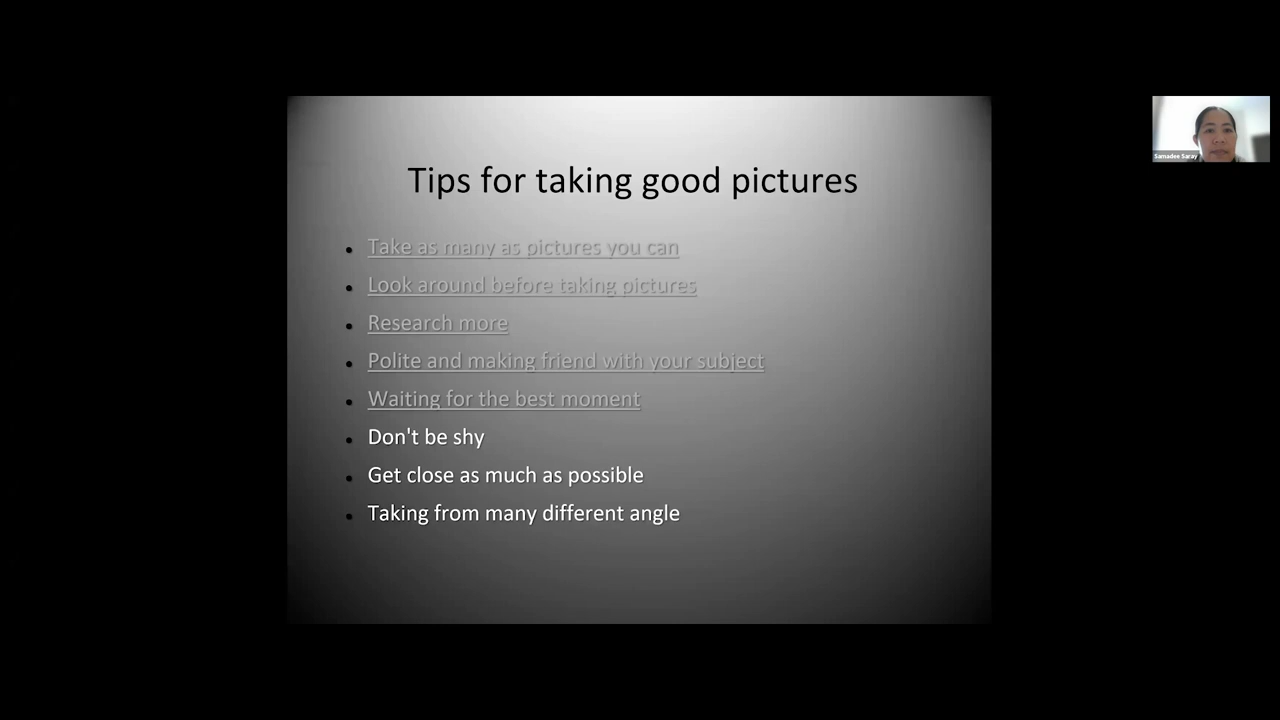 Tips for taking good pictures
Take as many as pictures you can
Look around before taking pictures
Research more
Polite and making friend with your subject
Waiting for the best moment
Don't be shy
Get close as much as possible
Taking from many different angle
Samadee Saray